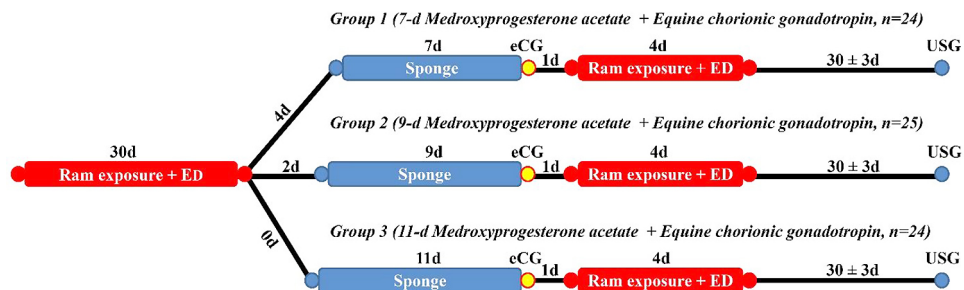 Group 1 (7-d Medroxyprogesterone acetate + Equine chorionic gonadotropin, n=24)
7d eCG 4d USG
Sponge 1d Ram exposure + ED 30 ± 3d
4d
Group 2 (9-d Medroxyprogesterone acetate + Equine chorionic gonadotropin, n=25)
30d 9d eCG 4d USG
Ram exposure + ED 2d Sponge 1d Ram exposure + ED 30 ± 3d
0d
Group 3 (11-d Medroxyprogesterone acetate + Equine chorionic gonadotropin, n=24)
11d eCG 4d USG
Sponge 1d Ram exposure + ED 30 ± 3d